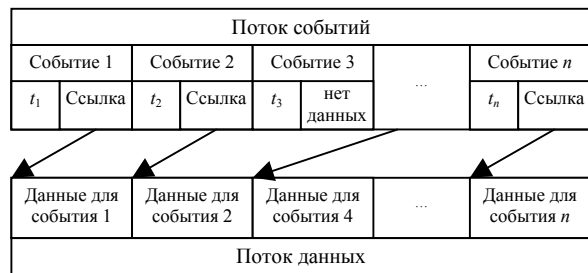 Поток событий
Событие 1 Событие 2 Событие 3 ... Событие n
t₁ Ссылка t₂ Ссылка t₃ нет данных tₙ Ссылка
Данные для события 1 Данные для события 2 Данные для события 4 ... Данные для события n
Поток данных